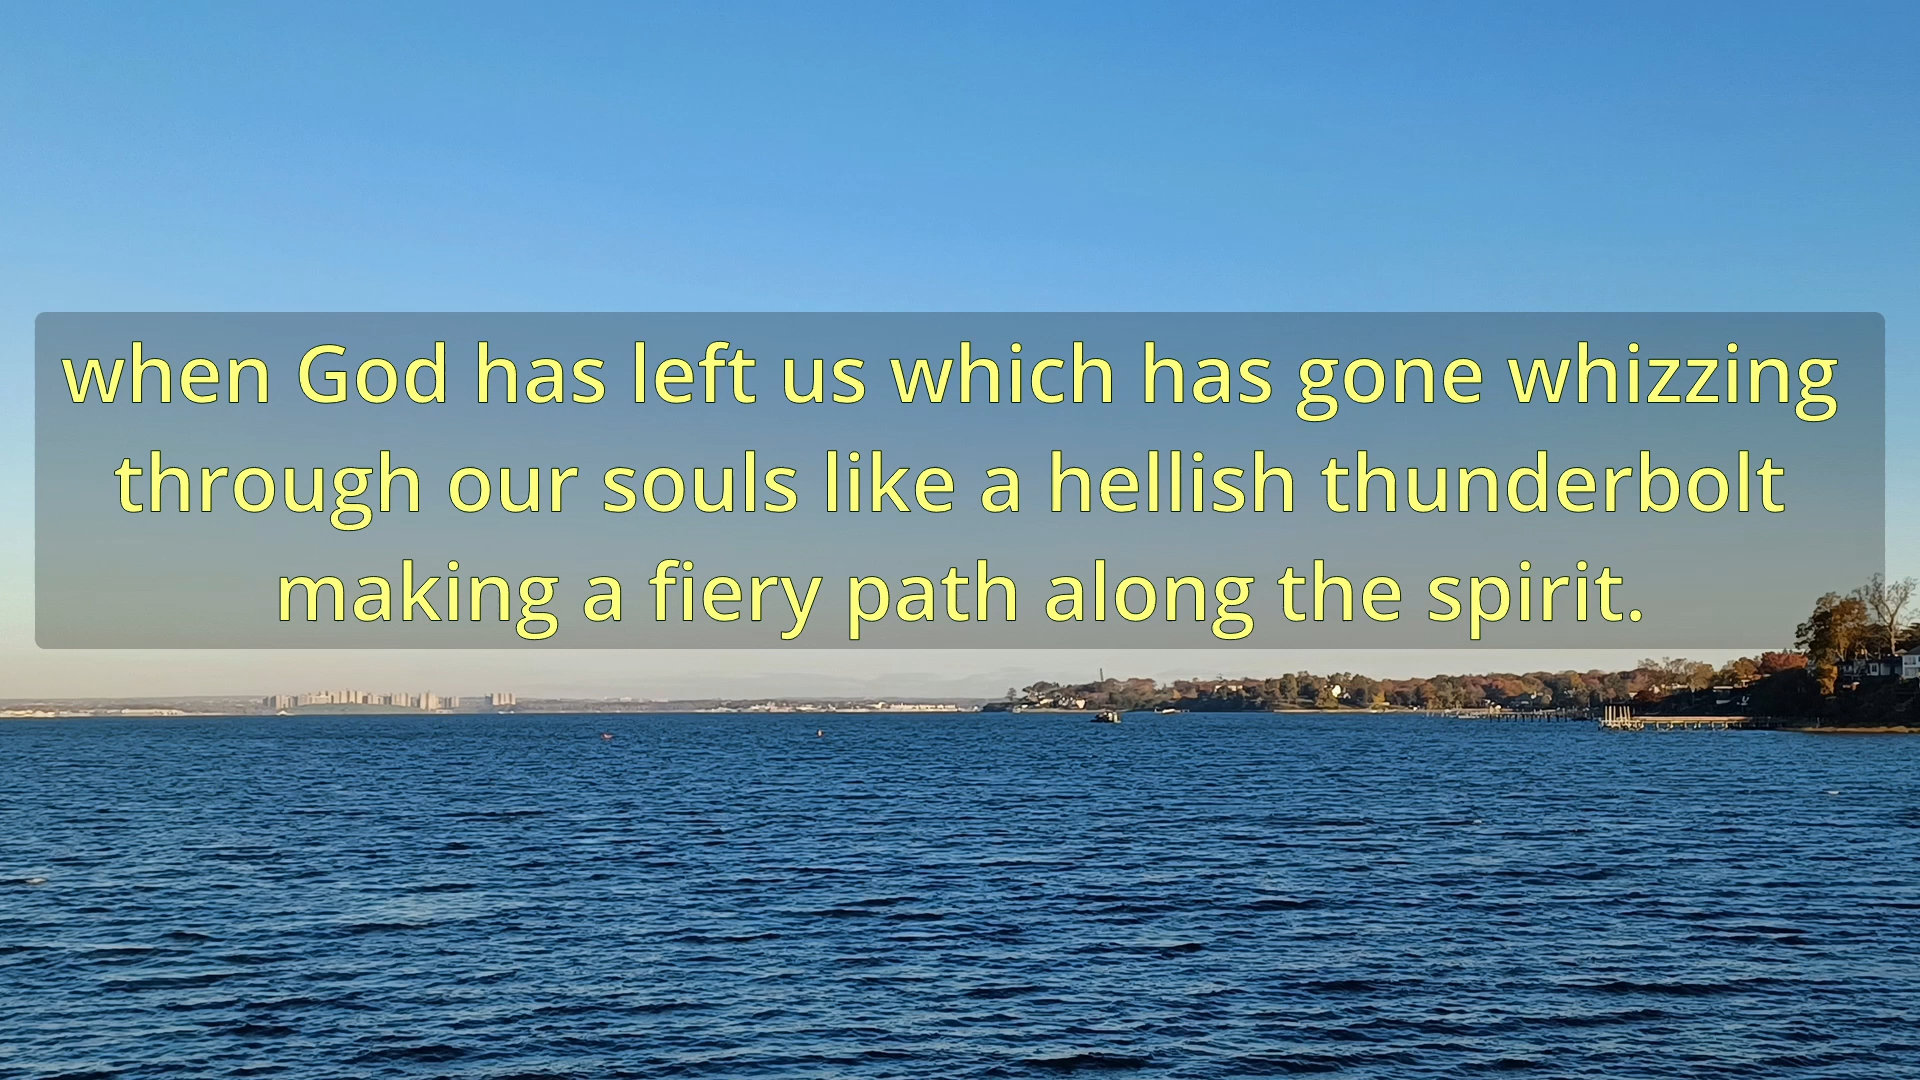 when God has left us which has gone whizzing
through our souls like a hellish thunderbolt
making a fiery path along the spirit.